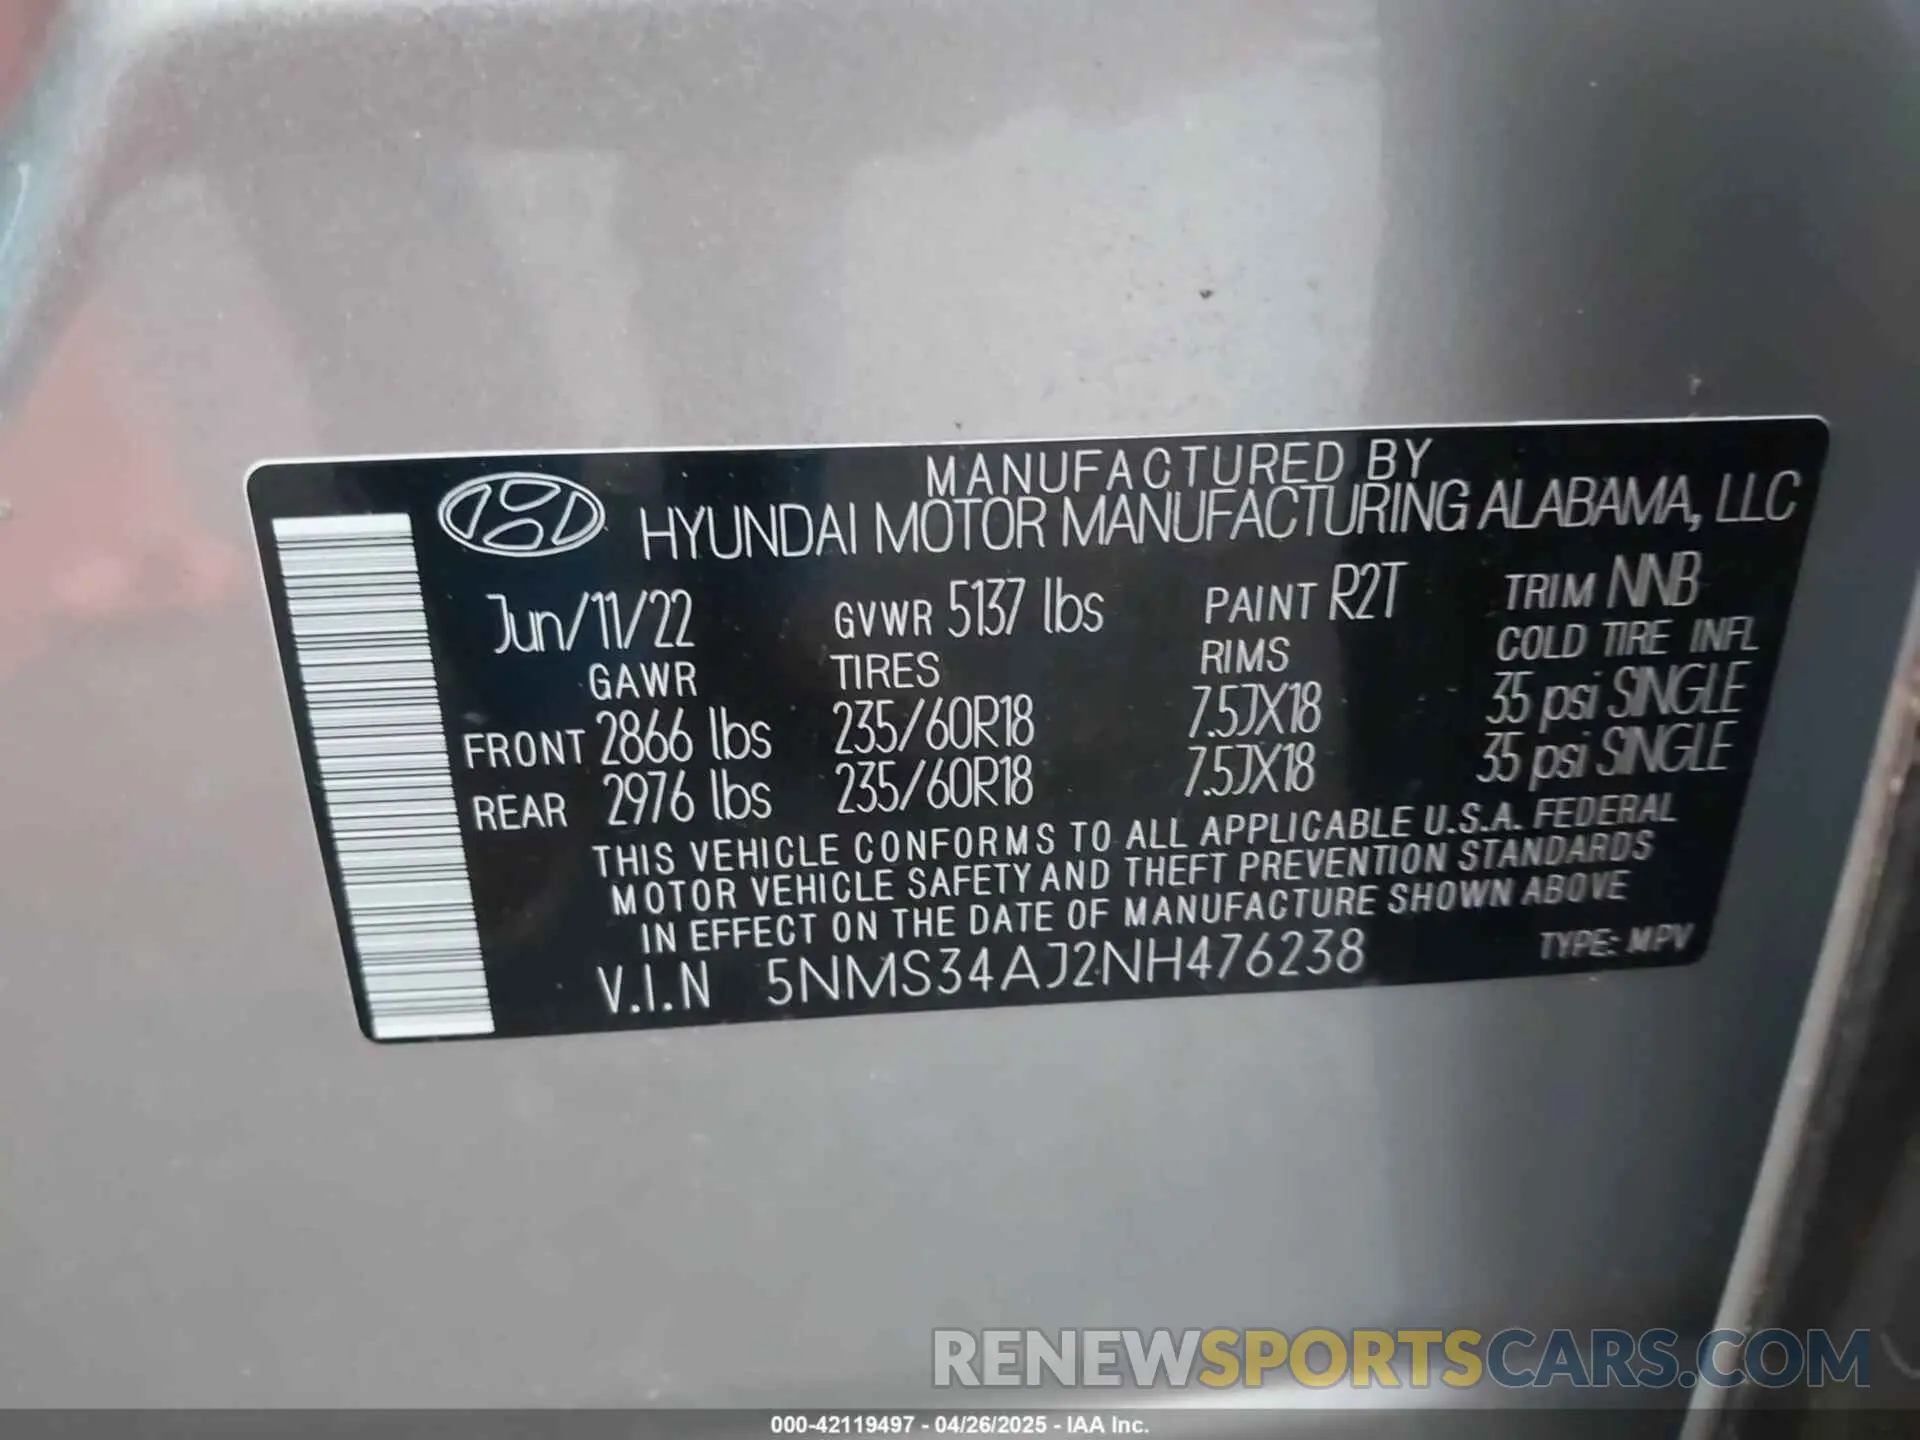 MANUFACTURED BY
HYUNDAI MOTOR MANUFACTURING ALABAMA, LLC
Jun/11/22 GVWR 5137 lbs PAINT R2T TRIM NNB
GAWR TIRES RIMS COLD TIRE INFL
FRONT 2866 lbs 235/60R18 7.5JX18 35 psi SINGLE
REAR 2976 lbs 235/60R18 7.5JX18 35 psi SINGLE
THIS VEHICLE CONFORMS TO ALL APPLICABLE U.S.A. FEDERAL
MOTOR VEHICLE SAFETY AND THEFT PREVENTION STANDARDS
IN EFFECT ON THE DATE OF MANUFACTURE SHOWN ABOVE
V.I.N 5NMS34AJ2NH476238 TYPE: MPV
RENEWSPORTSCARS.COM
000-42119497 - 04/26/2025 - IAA Inc.